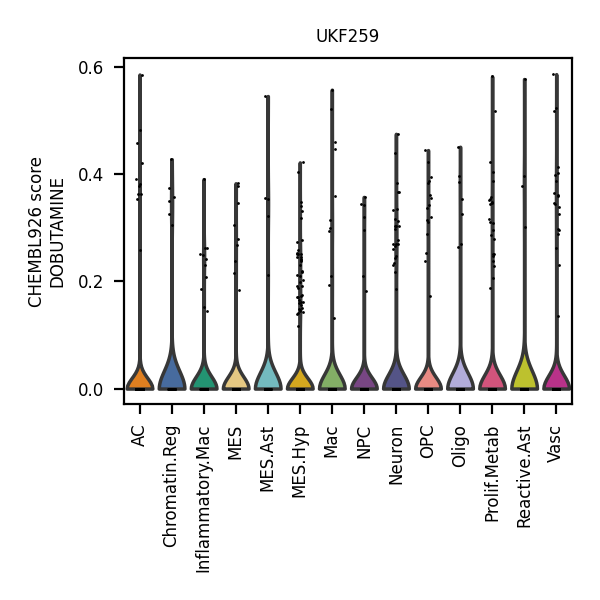 UKF259
CHEMBL926 score
DOBUTAMINE
0.6
0.4
0.2
0.0
AC
Chromatin.Reg
Inflammatory.Mac
MES
MES.Ast
MES.Hyp
Mac
NPC
Neuron
OPC
Oligo
Prolif.Metab
Reactive.Ast
Vasc